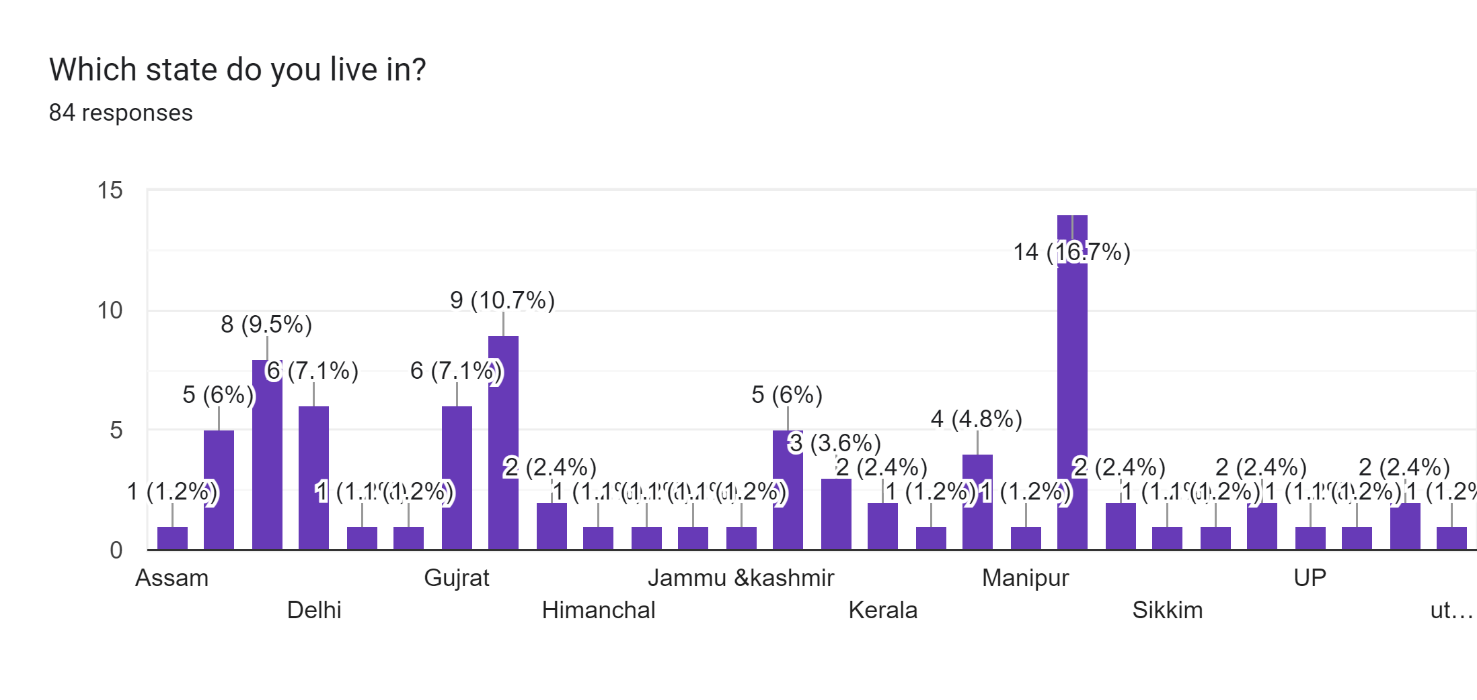 Which state do you live in?
84 responses
15
14 (16.7%)
10
9 (10.7%)
8 (9.5%)
6 (7.1%)
6 (7.1%)
5 (6%)
5 (6%)
5
4 (4.8%)
3 (3.6%)
2 (2.4%)
2 (2.4%)
2 (2.4%)
2 (2.4%)
2 (2.4%)
1 (1.2%)
1 (1.2%)
1 (1.2%)
0
Assam
Gujrat
Jammu &kashmir
Manipur
UP
Delhi
Himanchal
Kerala
Sikkim
ut…